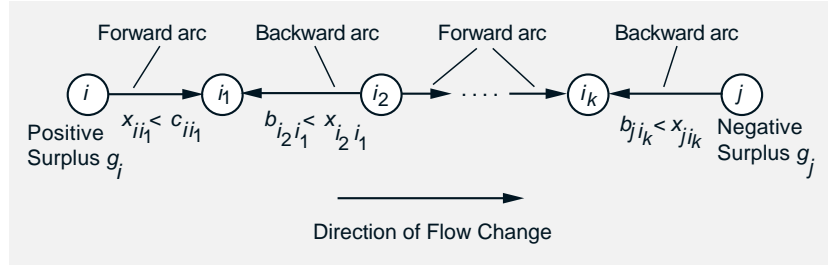 Forward arc Backward arc Forward arc Backward arc
i i1 i2 . . . . ik j
xii1 < cii1 bi2i1 < xi2i1 bjik < xjik
Positive Surplus gi
Negative Surplus gj
Direction of Flow Change